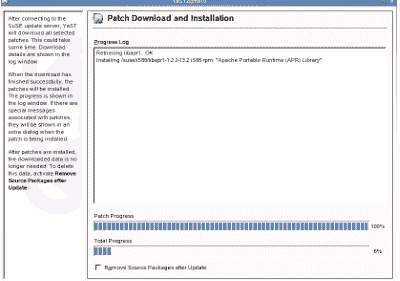 After connecting to the
SuSE update server, YaST
will download all selected
patches. This could take
some time. Download
details are shown in the
log window.
When the download has
finished successfully, the
patches will be installed.
The progress is shown in
the log window. If there are
special messages
associated with patches,
they will be shown in an
extra dialog when the
patch is being installed.
After patches are installed,
the downloaded data is no
longer needed. To delete
this data, activate Remove
Source Packages after
Update
Patch Download and Installation
Progress Log
Retrieving libapr1. OK
Installing /suse/i586/libapr1-1.2.2-13.2.i586.rpm "Apache Portable Runtime (APR) Library"
Patch Progress
100%
Total Progress
6%
Remove Source Packages after Update